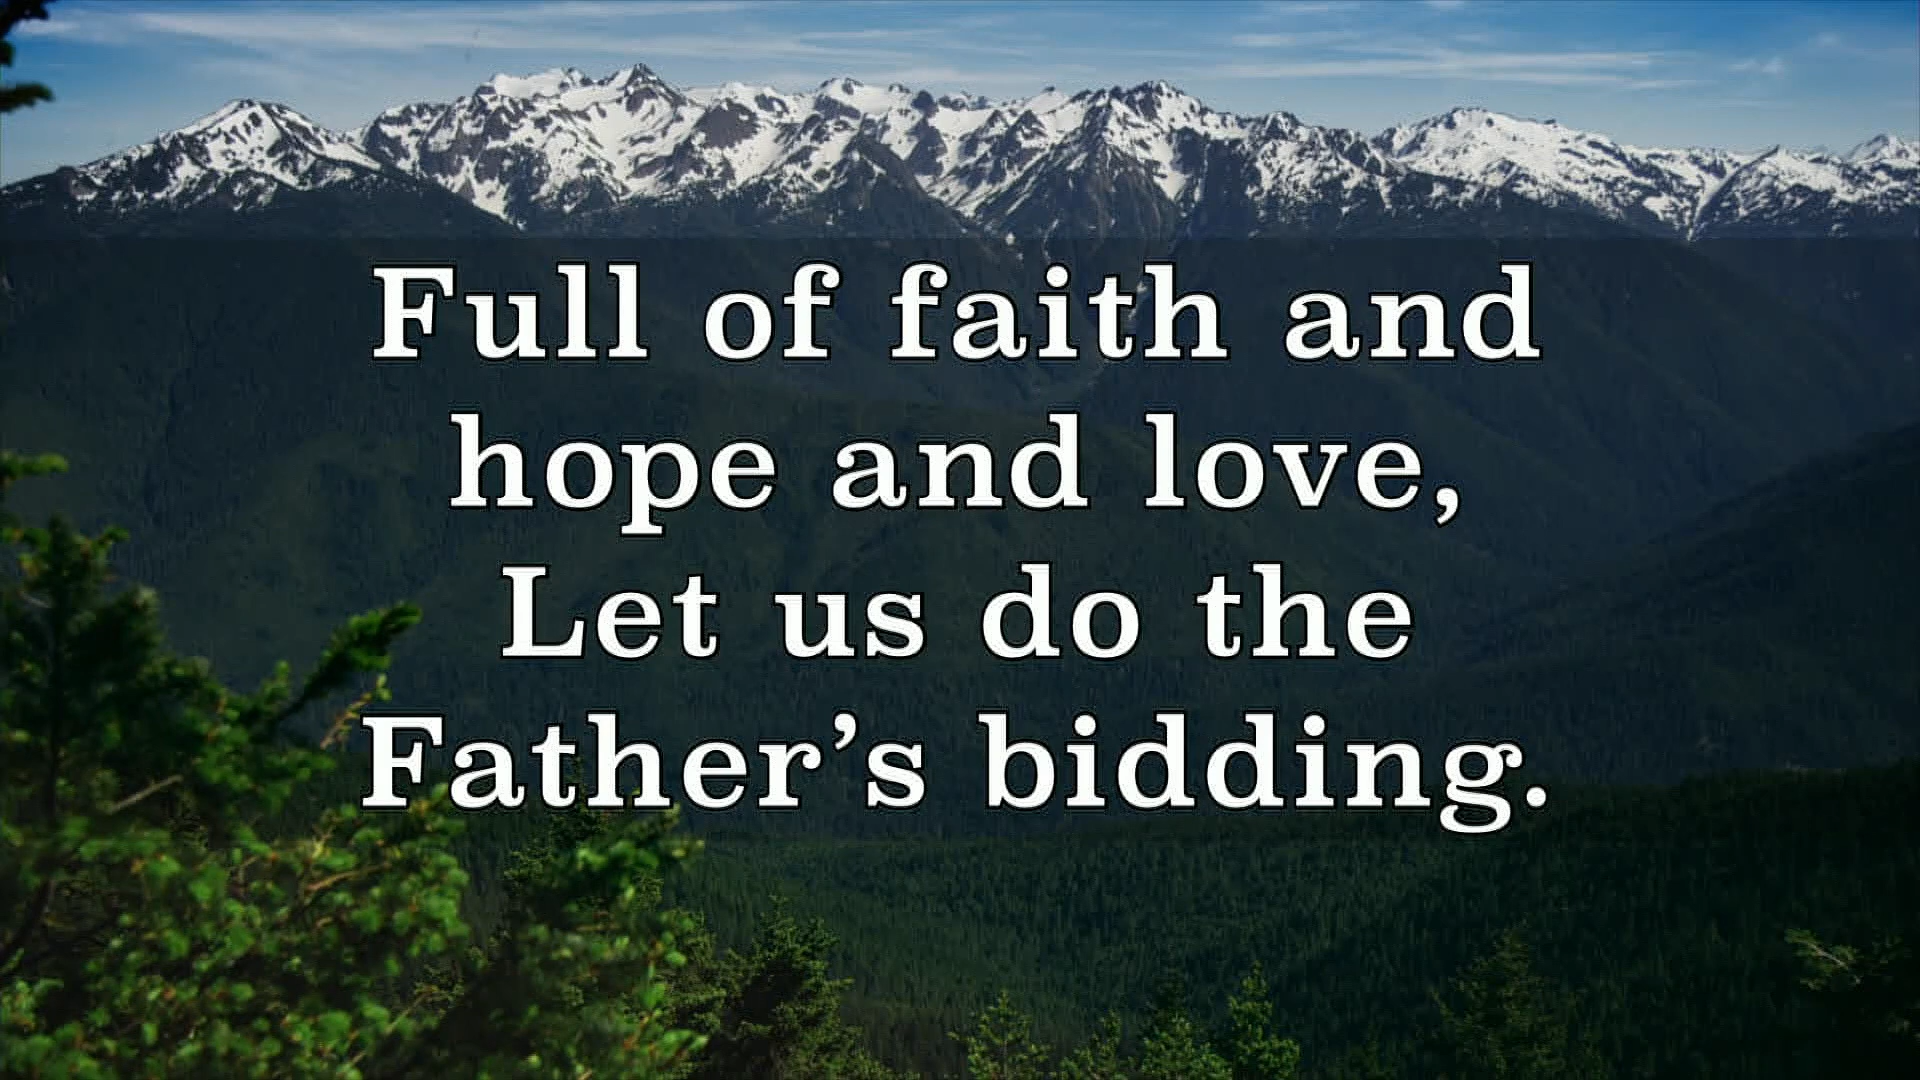 Full of faith and
hope and love,
Let us do the
Father’s bidding.